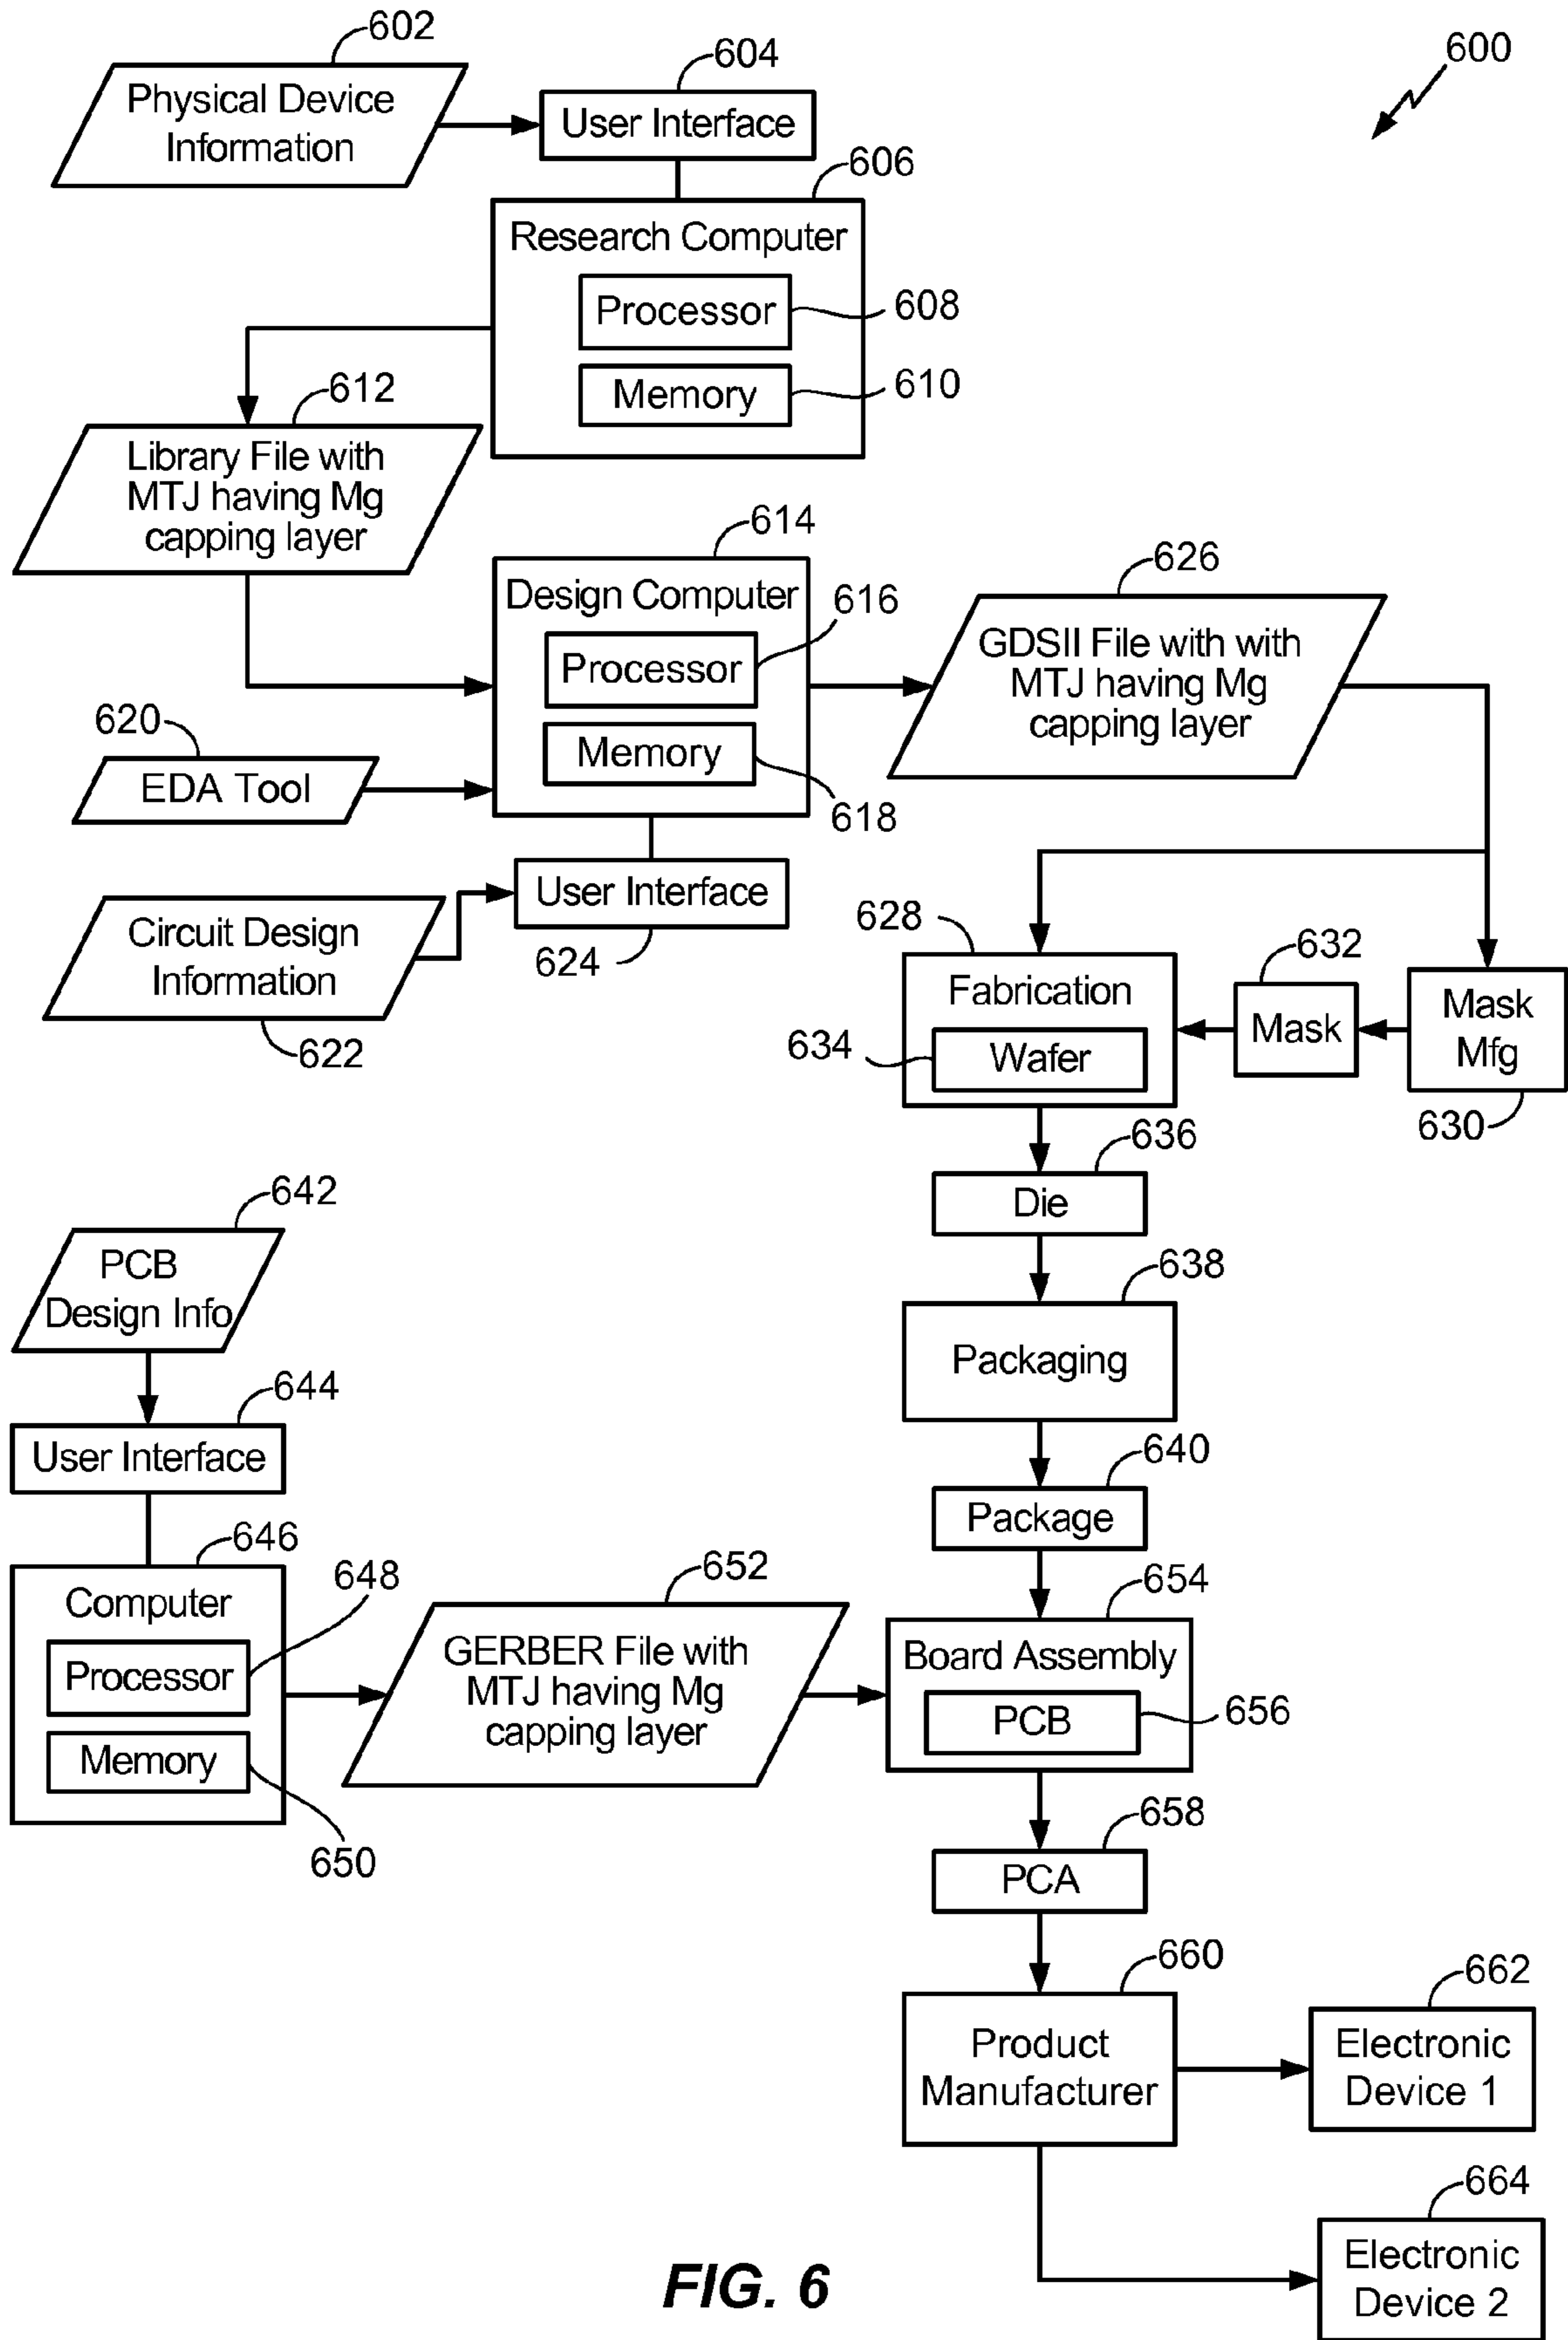 602
604
600
Physical Device
Information
User Interface
606
Research Computer
Processor
608
Memory
610
612
Library File with
MTJ having Mg
capping layer
614
Design Computer
616
Processor
Memory
618
626
GDSII File with with
MTJ having Mg
capping layer
620
EDA Tool
User Interface
624
Circuit Design
Information
622
628
Fabrication
634
Wafer
632
Mask
Mask
Mfg
630
636
Die
638
Packaging
640
Package
642
PCB
Design Info
644
User Interface
646
Computer
648
Processor
Memory
650
652
GERBER File with
MTJ having Mg
capping layer
654
Board Assembly
PCB
656
658
PCA
660
Product
Manufacturer
662
Electronic
Device 1
664
Electronic
Device 2
FIG. 6